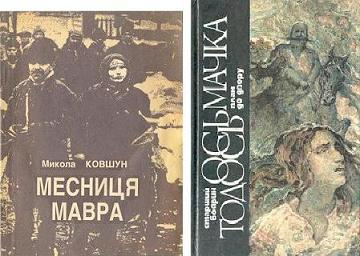 Микола КОВШУН
МЕСНИЦЯ
МАВРА
старший
боярин
ТОДОСЬ
ОСЬМАЧКА
план
до двору